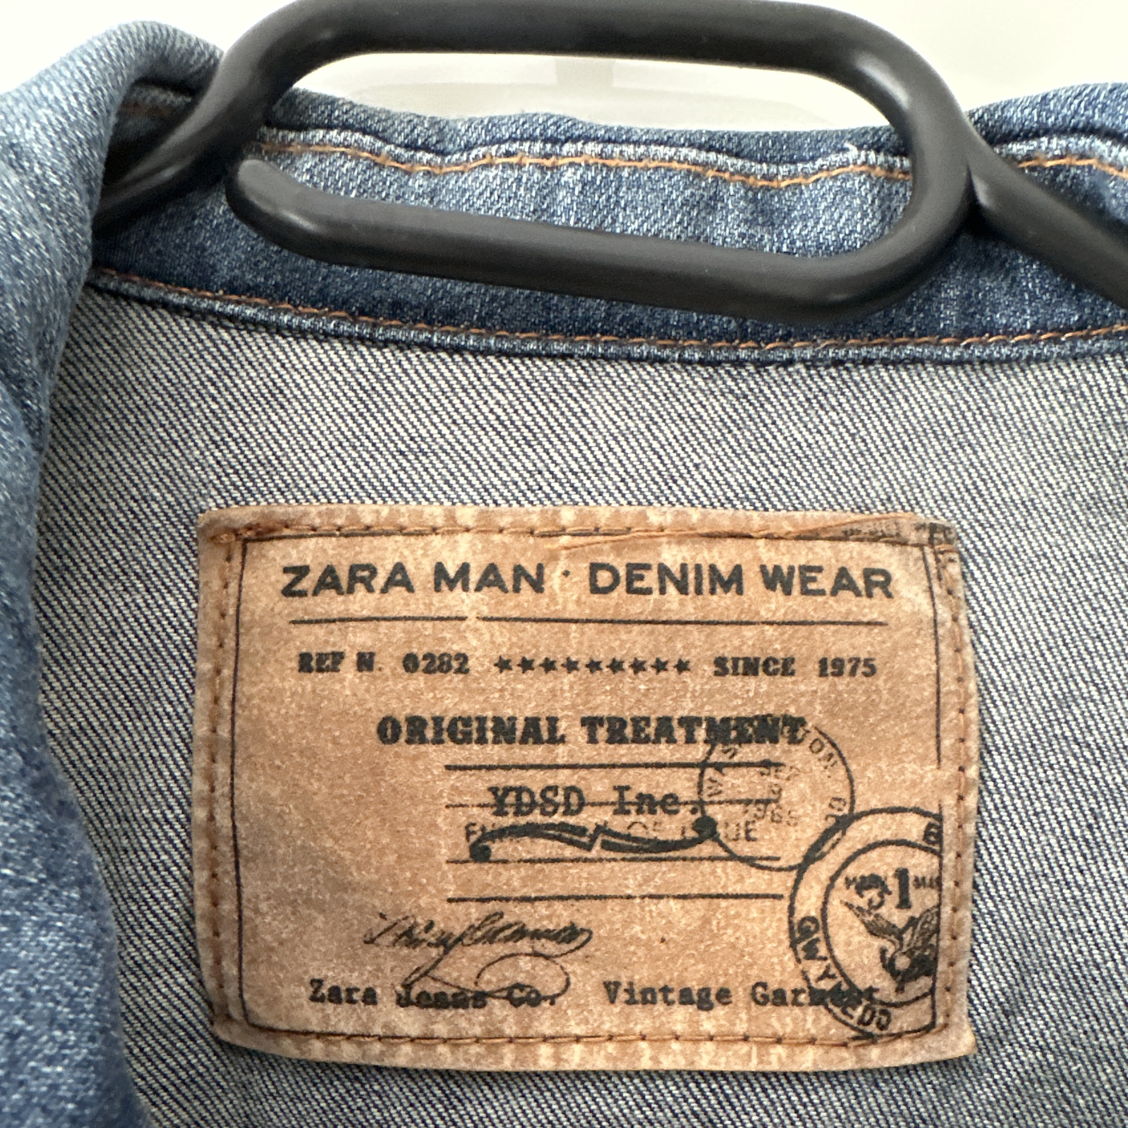 ZARA MAN · DENIM WEAR
REF N. 0282 ★★★★★★★★★ SINCE 1975
ORIGINAL TREATMENT
YDSD Inc.
Zara Jeans Co. Vintage Garment